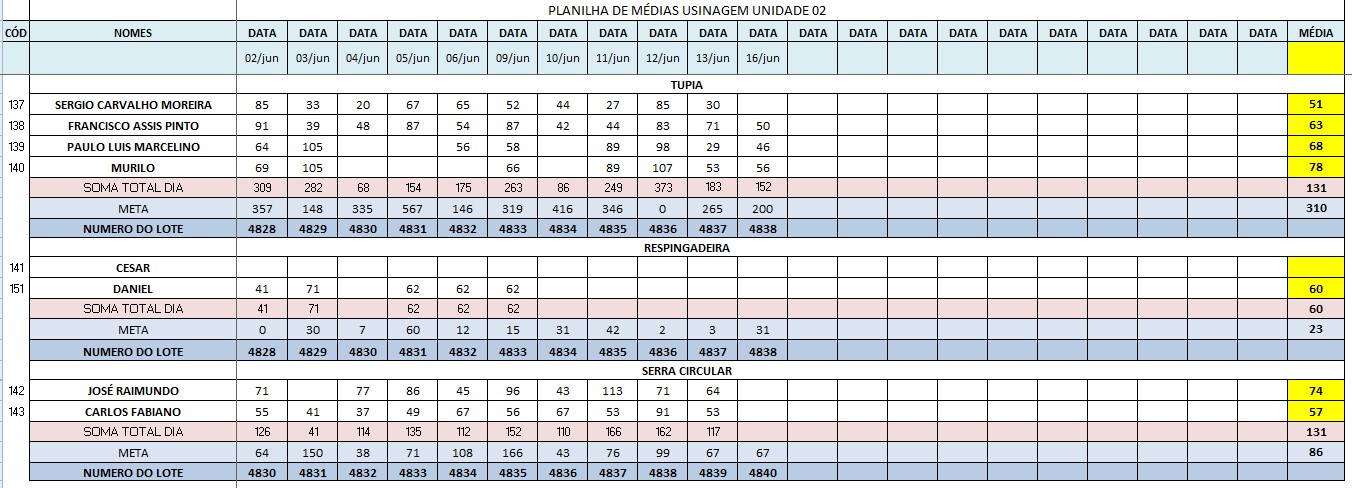 PLANILHA DE MÉDIAS USINAGEM UNIDADE 02
CÓD NOMES DATA DATA DATA DATA DATA DATA DATA DATA DATA DATA DATA DATA DATA DATA DATA DATA DATA DATA DATA DATA DATA MÉDIA
02/jun 03/jun 04/jun 05/jun 06/jun 09/jun 10/jun 11/jun 12/jun 13/jun 16/jun
TUPIA
137 SERGIO CARVALHO MOREIRA 85 33 20 67 65 52 44 27 85 30 51
138 FRANCISCO ASSIS PINTO 91 39 48 87 54 87 42 44 83 71 50 63
139 PAULO LUIS MARCELINO 64 105 56 58 89 98 29 46 68
140 MURILO 69 105 66 89 107 53 56 78
SOMA TOTAL DIA 309 282 68 154 175 263 86 249 373 183 152 131
META 357 148 335 567 146 319 416 346 0 265 200 310
NUMERO DO LOTE 4828 4829 4830 4831 4832 4833 4834 4835 4836 4837 4838
RESPINGADEIRA
141 CESAR
151 DANIEL 41 71 62 62 62 60
SOMA TOTAL DIA 41 71 62 62 62 60
META 0 30 7 60 12 15 31 42 2 3 31 23
NUMERO DO LOTE 4828 4829 4830 4831 4832 4833 4834 4835 4836 4837 4838
SERRA CIRCULAR
142 JOSÉ RAIMUNDO 71 77 86 45 96 43 113 71 64 74
143 CARLOS FABIANO 55 41 37 49 67 56 67 53 91 53 57
SOMA TOTAL DIA 126 41 114 135 112 152 110 166 162 117 131
META 64 150 38 71 108 166 43 76 99 67 67 86
NUMERO DO LOTE 4830 4831 4832 4833 4834 4835 4836 4837 4838 4839 4840